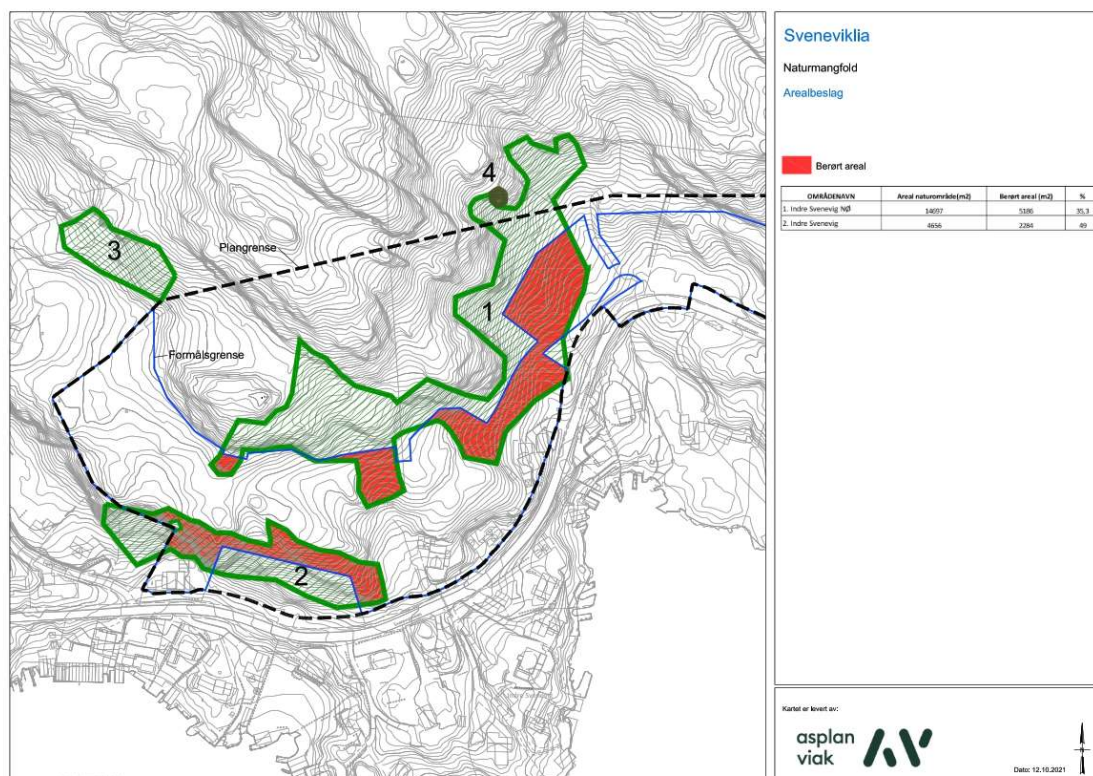 Sveneviklia
Naturmangfold
Arealbeslag
Berørt areal
OMRÅDENAVN Areal naturområde(m2) Berørt areal (m2) %
1. Indre Svenevig NØ 14697 5186 35,3
2. Indre Svenevig 4656 2284 49
4
3
Plangrense
1
Formålsgrense
2
Kartet er levert av:
asplan
viak
Dato: 12.10.2021